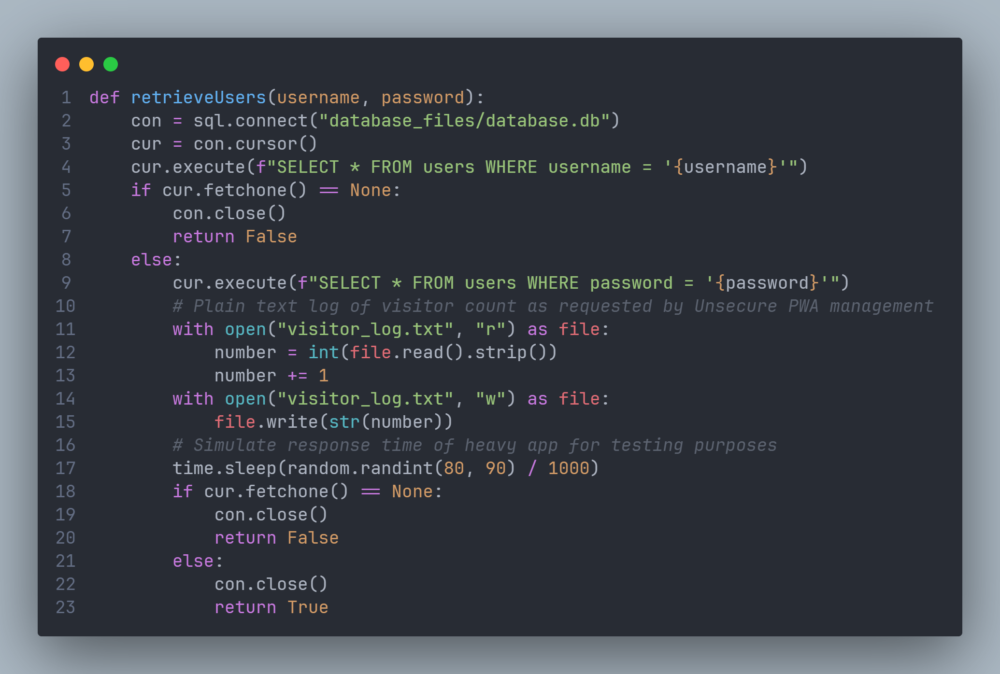 1 def retrieveUsers(username, password):
2     con = sql.connect("database_files/database.db")
3     cur = con.cursor()
4     cur.execute(f"SELECT * FROM users WHERE username = '{username}'")
5     if cur.fetchone() == None:
6         con.close()
7         return False
8     else:
9         cur.execute(f"SELECT * FROM users WHERE password = '{password}'")
10         # Plain text log of visitor count as requested by Unsecure PWA management
11         with open("visitor_log.txt", "r") as file:
12             number = int(file.read().strip())
13             number += 1
14         with open("visitor_log.txt", "w") as file:
15             file.write(str(number))
16         # Simulate response time of heavy app for testing purposes
17         time.sleep(random.randint(80, 90) / 1000)
18         if cur.fetchone() == None:
19             con.close()
20             return False
21         else:
22             con.close()
23             return True